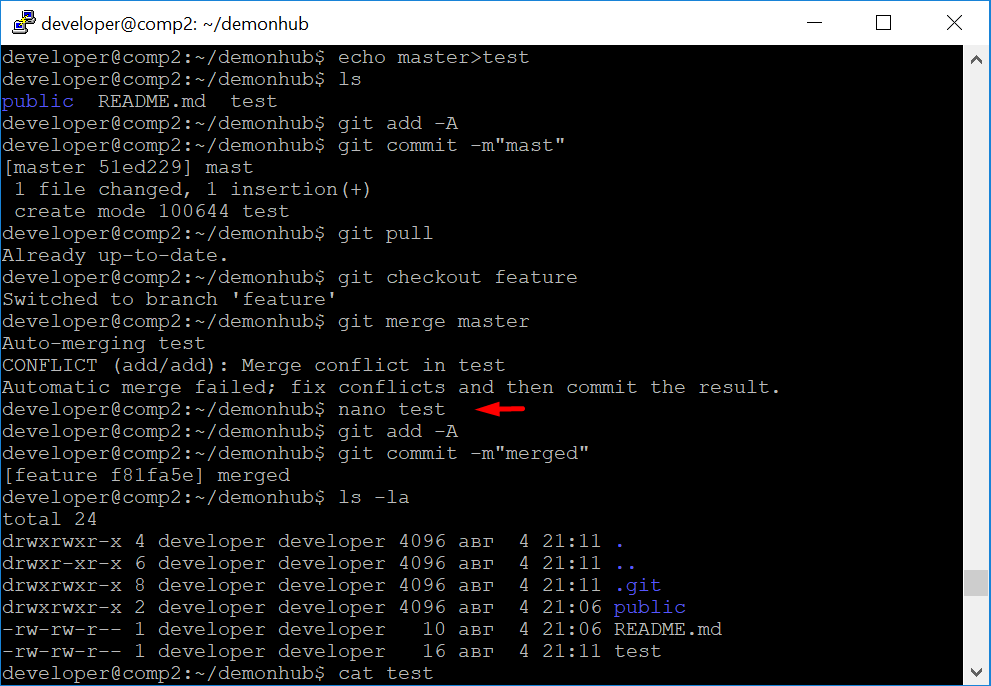 developer@comp2: ~/demonhub
developer@comp2:~/demonhub$ echo master>test
developer@comp2:~/demonhub$ ls
public  README.md  test
developer@comp2:~/demonhub$ git add -A
developer@comp2:~/demonhub$ git commit -m"mast"
[master 51ed229] mast
 1 file changed, 1 insertion(+)
 create mode 100644 test
developer@comp2:~/demonhub$ git pull
Already up-to-date.
developer@comp2:~/demonhub$ git checkout feature
Switched to branch 'feature'
developer@comp2:~/demonhub$ git merge master
Auto-merging test
CONFLICT (add/add): Merge conflict in test
Automatic merge failed; fix conflicts and then commit the result.
developer@comp2:~/demonhub$ nano test
developer@comp2:~/demonhub$ git add -A
developer@comp2:~/demonhub$ git commit -m"merged"
[feature f81fa5e] merged
developer@comp2:~/demonhub$ ls -la
total 24
drwxrwxr-x 4 developer developer 4096 авг  4 21:11 .
drwxr-xr-x 6 developer developer 4096 авг  4 21:11 ..
drwxrwxr-x 8 developer developer 4096 авг  4 21:11 .git
drwxrwxr-x 2 developer developer 4096 авг  4 21:06 public
-rw-rw-r-- 1 developer developer   10 авг  4 21:06 README.md
-rw-rw-r-- 1 developer developer   16 авг  4 21:11 test
developer@comp2:~/demonhub$ cat test